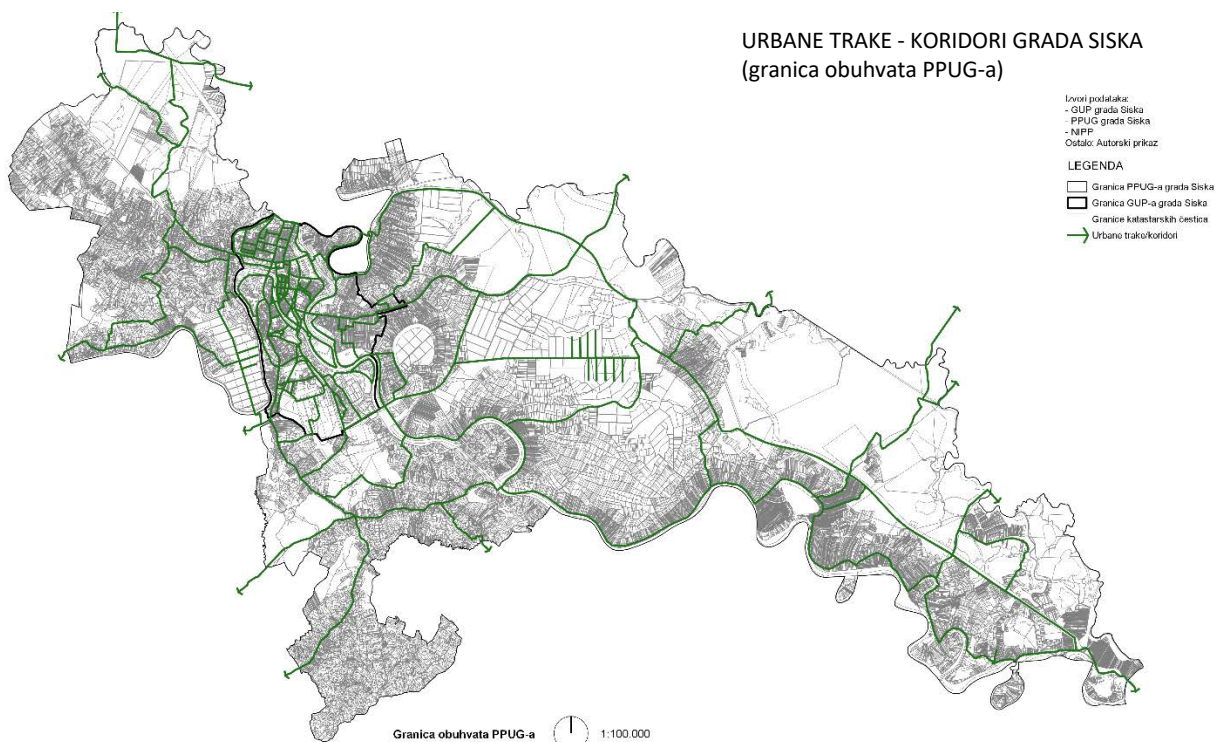 URBANE TRAKE - KORIDORI GRADA SISKA
(granica obuhvata PPUG-a)
Izvori podataka:
- GUP grada Siska
- PPUG grada Siska
- NIPP
Ostalo: Autorski prikaz
LEGENDA
Granica PPUG-a grada Siska
Granica GUP-a grada Siska
Granice katastarskih čestica
Urbane trake/koridori
Granica obuhvata PPUG-a
1:100.000